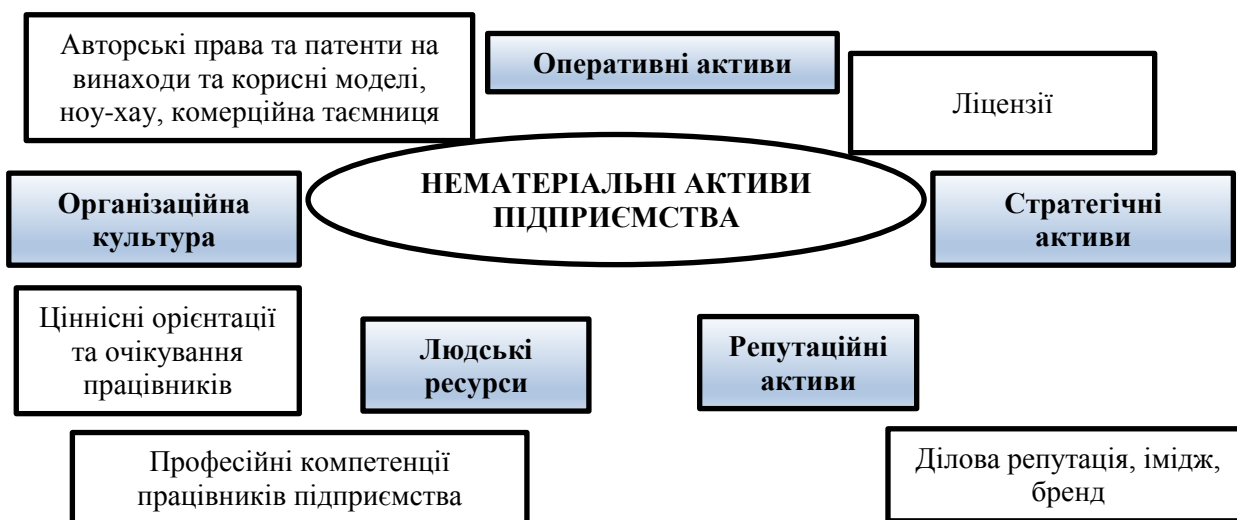 Авторські права та патенти на
винаходи та корисні моделі,
ноу-хау, комерційна таємниця
Оперативні активи
Ліцензії
НЕМАТЕРІАЛЬНІ АКТИВИ
ПІДПРИЄМСТВА
Організаційна
культура
Стратегічні
активи
Ціннісні орієнтації
та очікування
працівників
Людські
ресурси
Репутаційні
активи
Професійні компетенції
працівників підприємства
Ділова репутація, імідж,
бренд